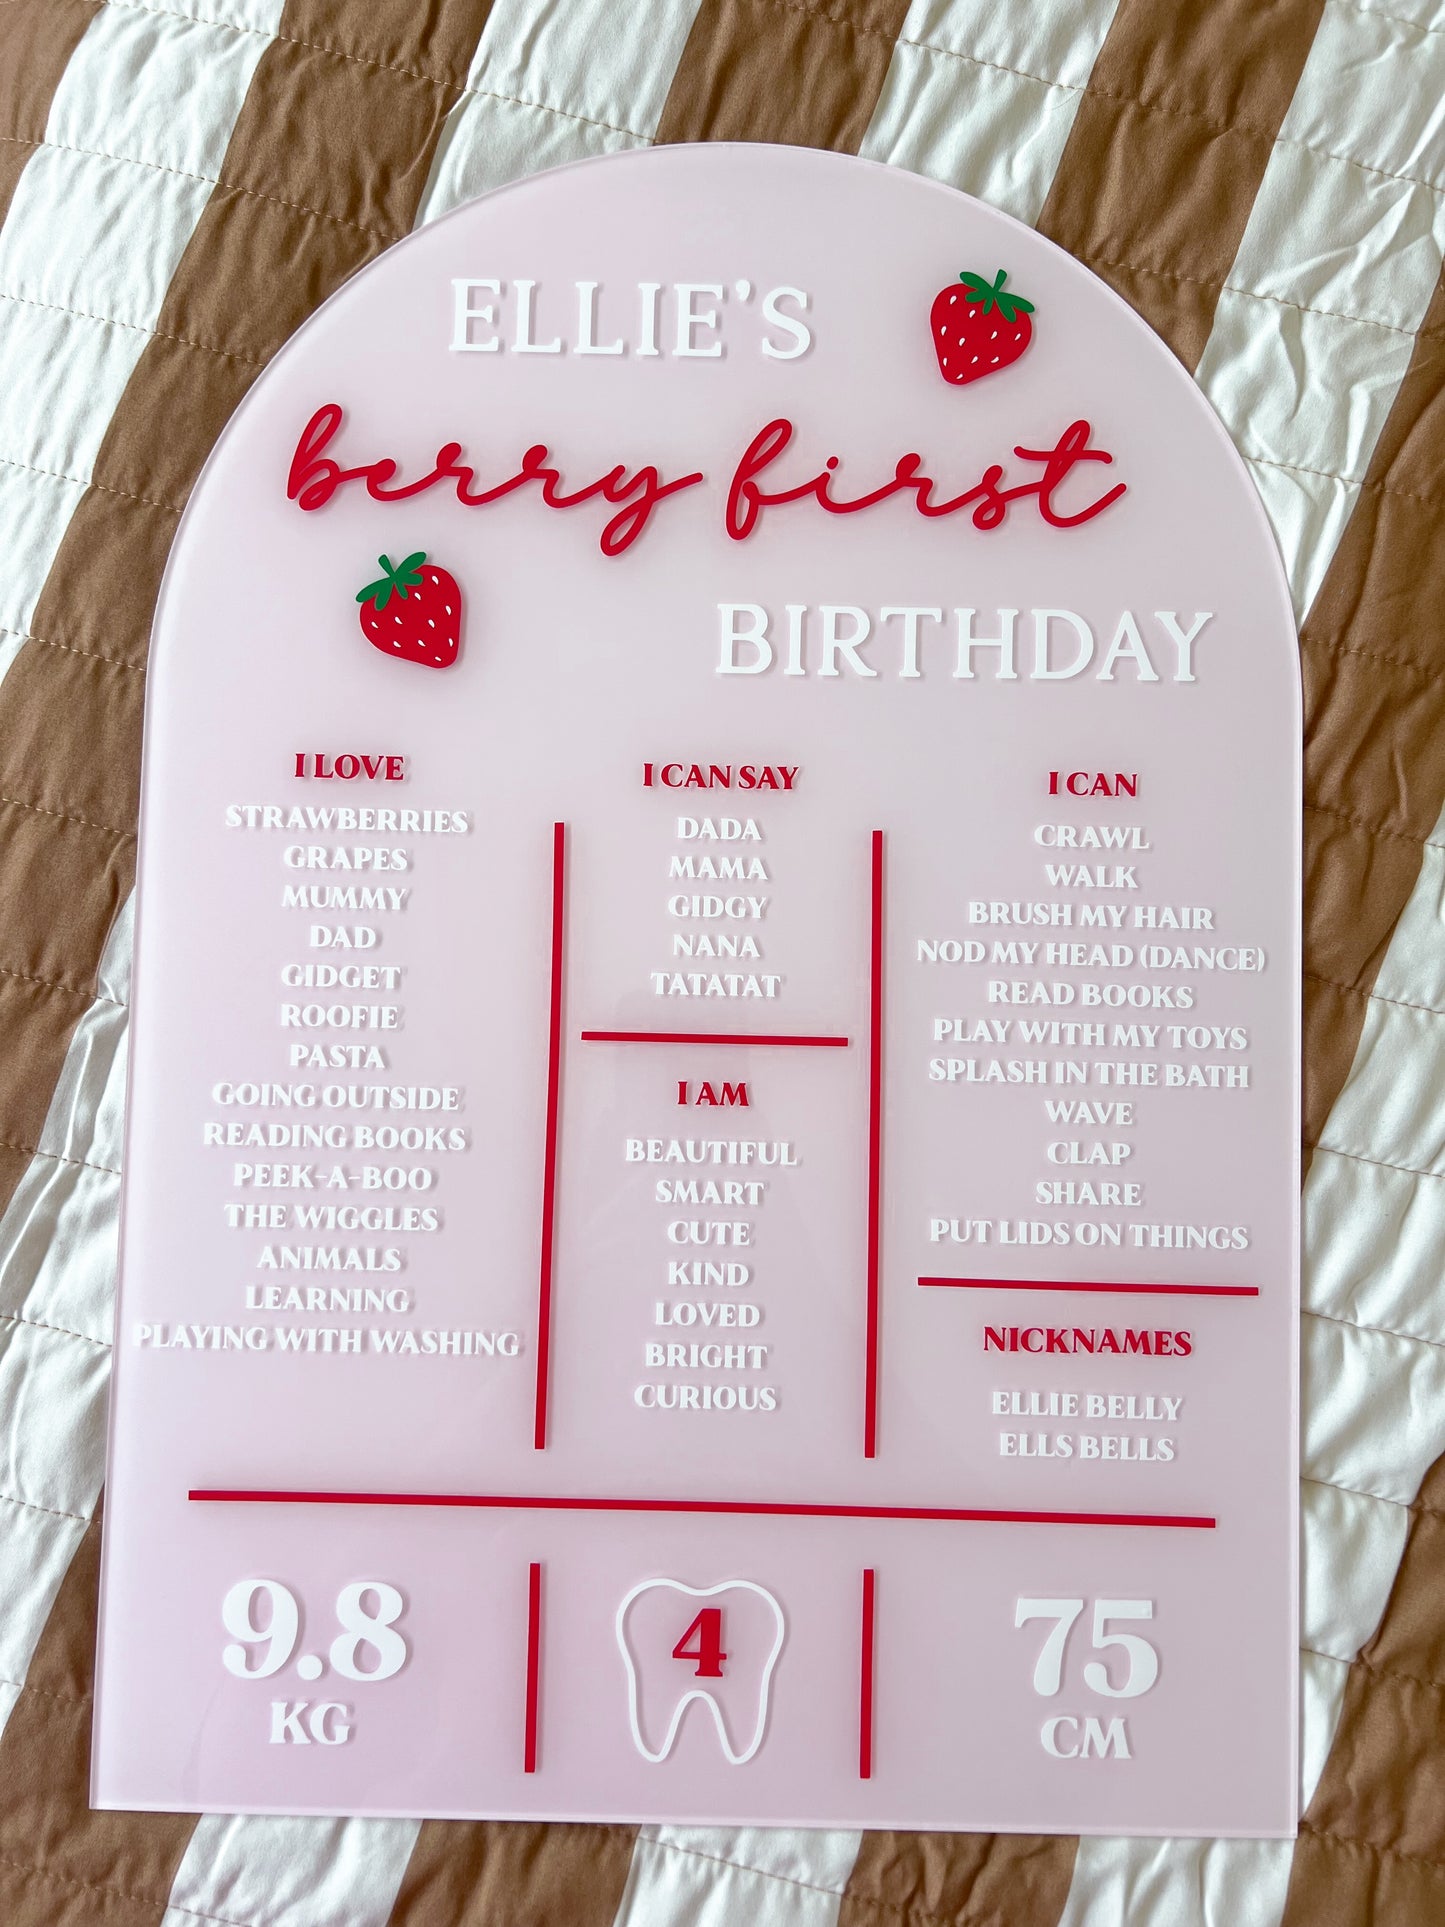 ELLIE'S
berry first
BIRTHDAY
I LOVE
STRAWBERRIES
GRAPES
MUMMY
DAD
GIDGET
ROOFIE
PASTA
GOING OUTSIDE
READING BOOKS
PEEK-A-BOO
THE WIGGLES
ANIMALS
LEARNING
PLAYING WITH WASHING
I CAN SAY
DADA
MAMA
GIDGY
NANA
TATATAT
I AM
BEAUTIFUL
SMART
CUTE
KIND
LOVED
BRIGHT
CURIOUS
I CAN
CRAWL
WALK
BRUSH MY HAIR
NOD MY HEAD (DANCE)
READ BOOKS
PLAY WITH MY TOYS
SPLASH IN THE BATH
WAVE
CLAP
SHARE
PUT LIDS ON THINGS
NICKNAMES
ELLIE BELLY
ELLS BELLS
9.8
KG
4
75
CM